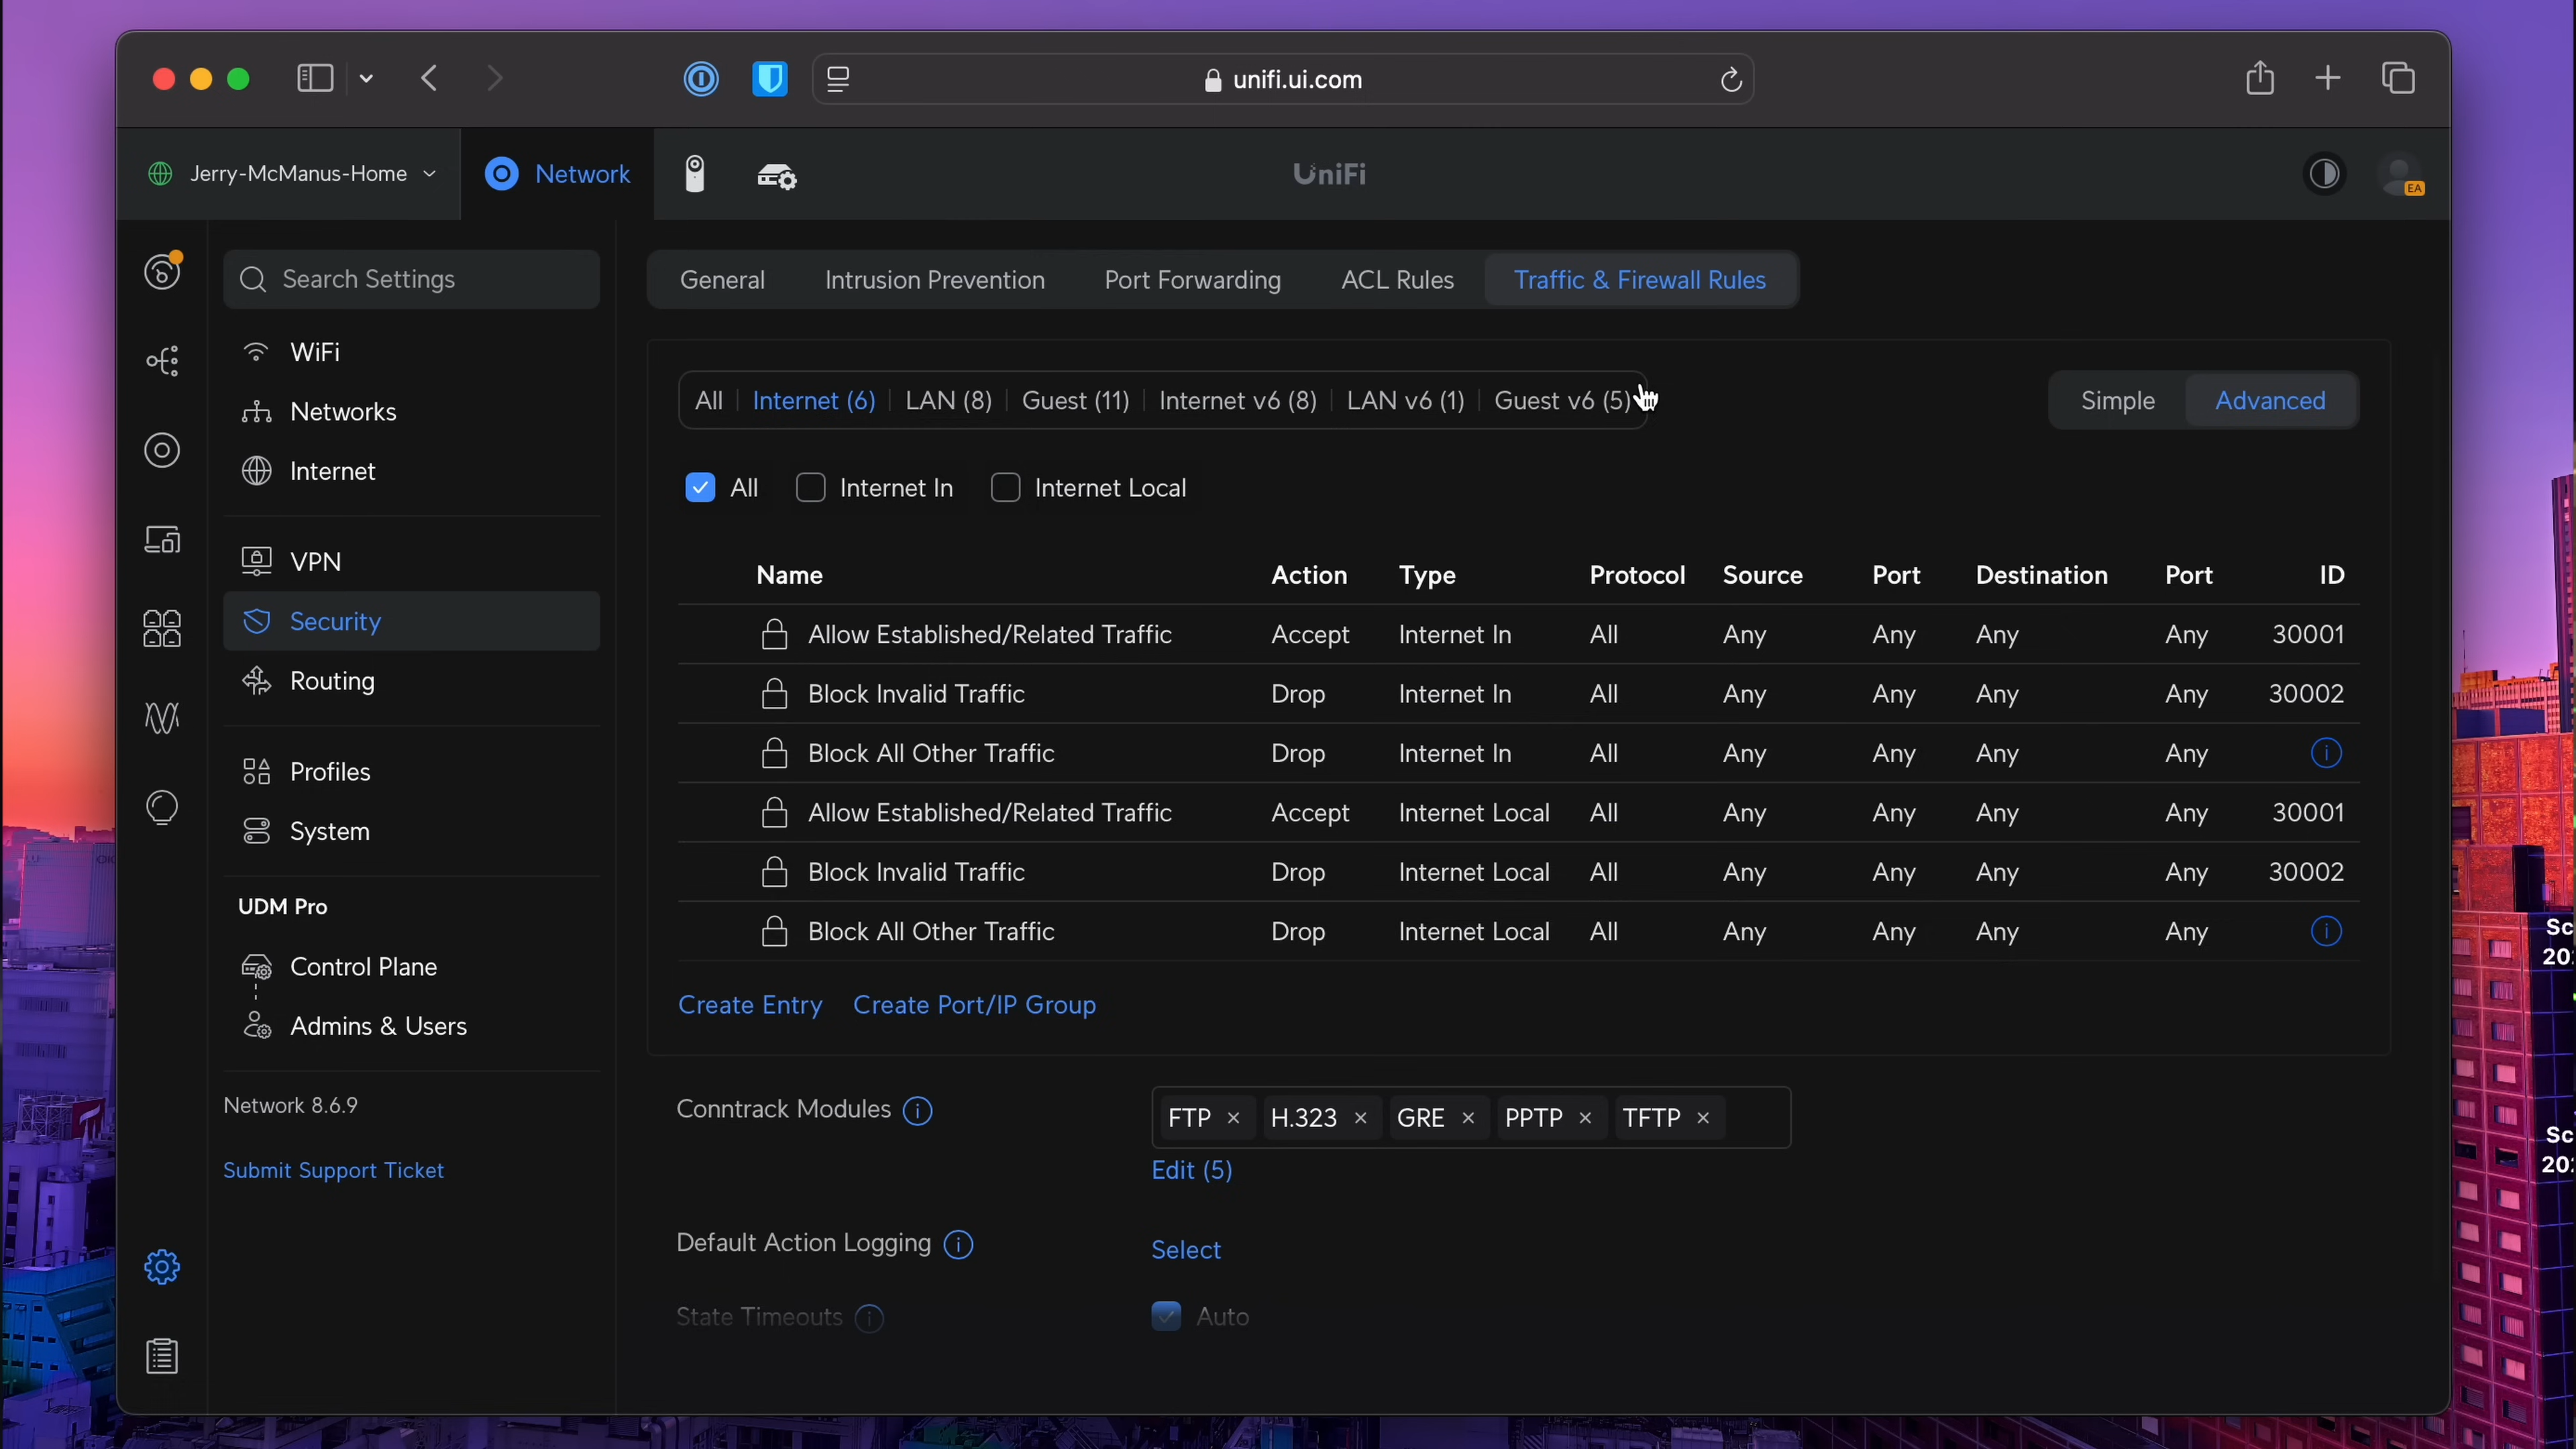 unifi.ui.com
Jerry-McManus-Home
Network
UniFi
EA
Search Settings
WiFi
Networks
Internet
VPN
Security
Routing
Profiles
System
UDM Pro
Control Plane
Admins & Users
Network 8.6.9
Submit Support Ticket
General Intrusion Prevention Port Forwarding ACL Rules Traffic & Firewall Rules
All Internet (6) LAN (8) Guest (11) Internet v6 (8) LAN v6 (1) Guest v6 (5)
Simple Advanced
All Internet In Internet Local
Name Action Type Protocol Source Port Destination Port ID
Allow Established/Related Traffic Accept Internet In All Any Any Any Any 30001
Block Invalid Traffic Drop Internet In All Any Any Any Any 30002
Block All Other Traffic Drop Internet In All Any Any Any Any
Allow Established/Related Traffic Accept Internet Local All Any Any Any Any 30001
Block Invalid Traffic Drop Internet Local All Any Any Any Any 30002
Block All Other Traffic Drop Internet Local All Any Any Any Any
Create Entry Create Port/IP Group
Conntrack Modules FTP H.323 GRE PPTP TFTP
Edit (5)
Default Action Logging Select
State Timeouts Auto
Sc
20
Sc
20